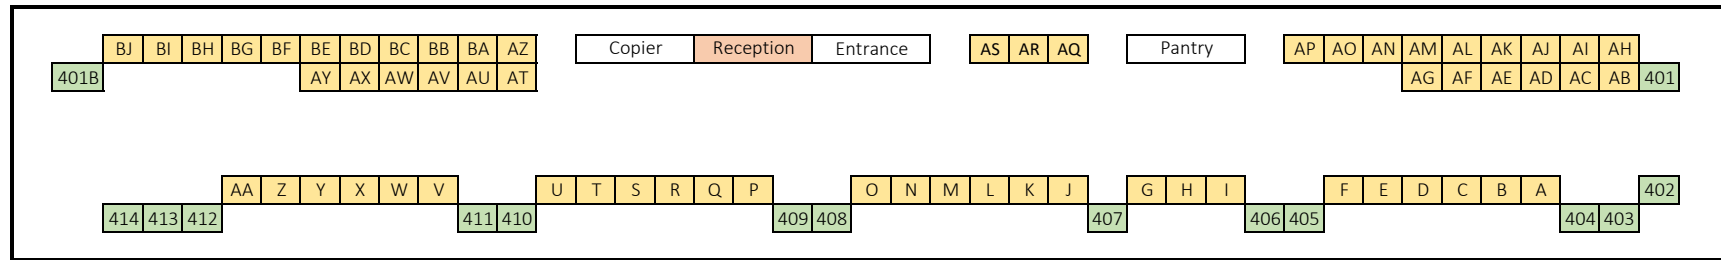 BJ BI BH BG BF BE BD BC BB BA AZ Copier Reception Entrance AS AR AQ Pantry AP AO AN AM AL AK AJ AI AH
401B AY AX AW AV AU AT AG AF AE AD AC AB 401
AA Z Y X W V U T S R Q P O N M L K J G H I F E D C B A 402
414 413 412 411 410 409 408 407 406 405 404 403